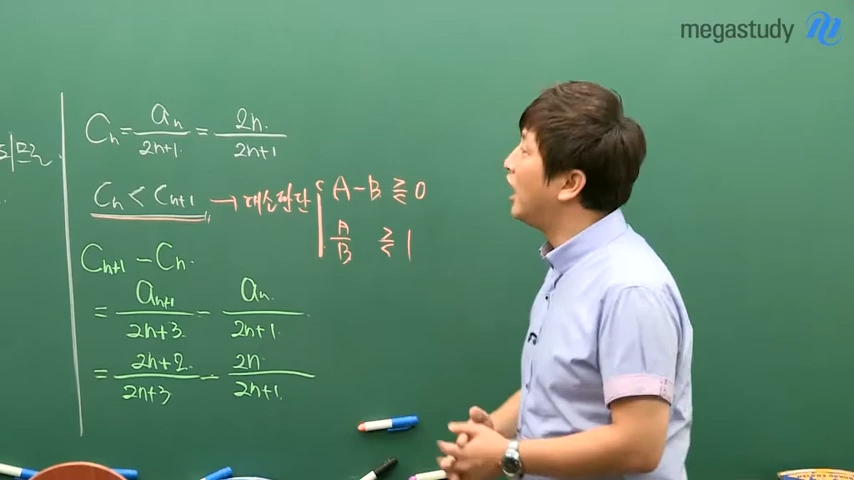 megastudy
Cn = an/2n+1 = 2n/2n+1
Cn < Cn+1 → 대소판단 A-B ≷ 0
A/B ≷ 1
Cn+1 - Cn
= an+1/2n+3 - an/2n+1
= 2n+2/2n+3 - 2n/2n+1